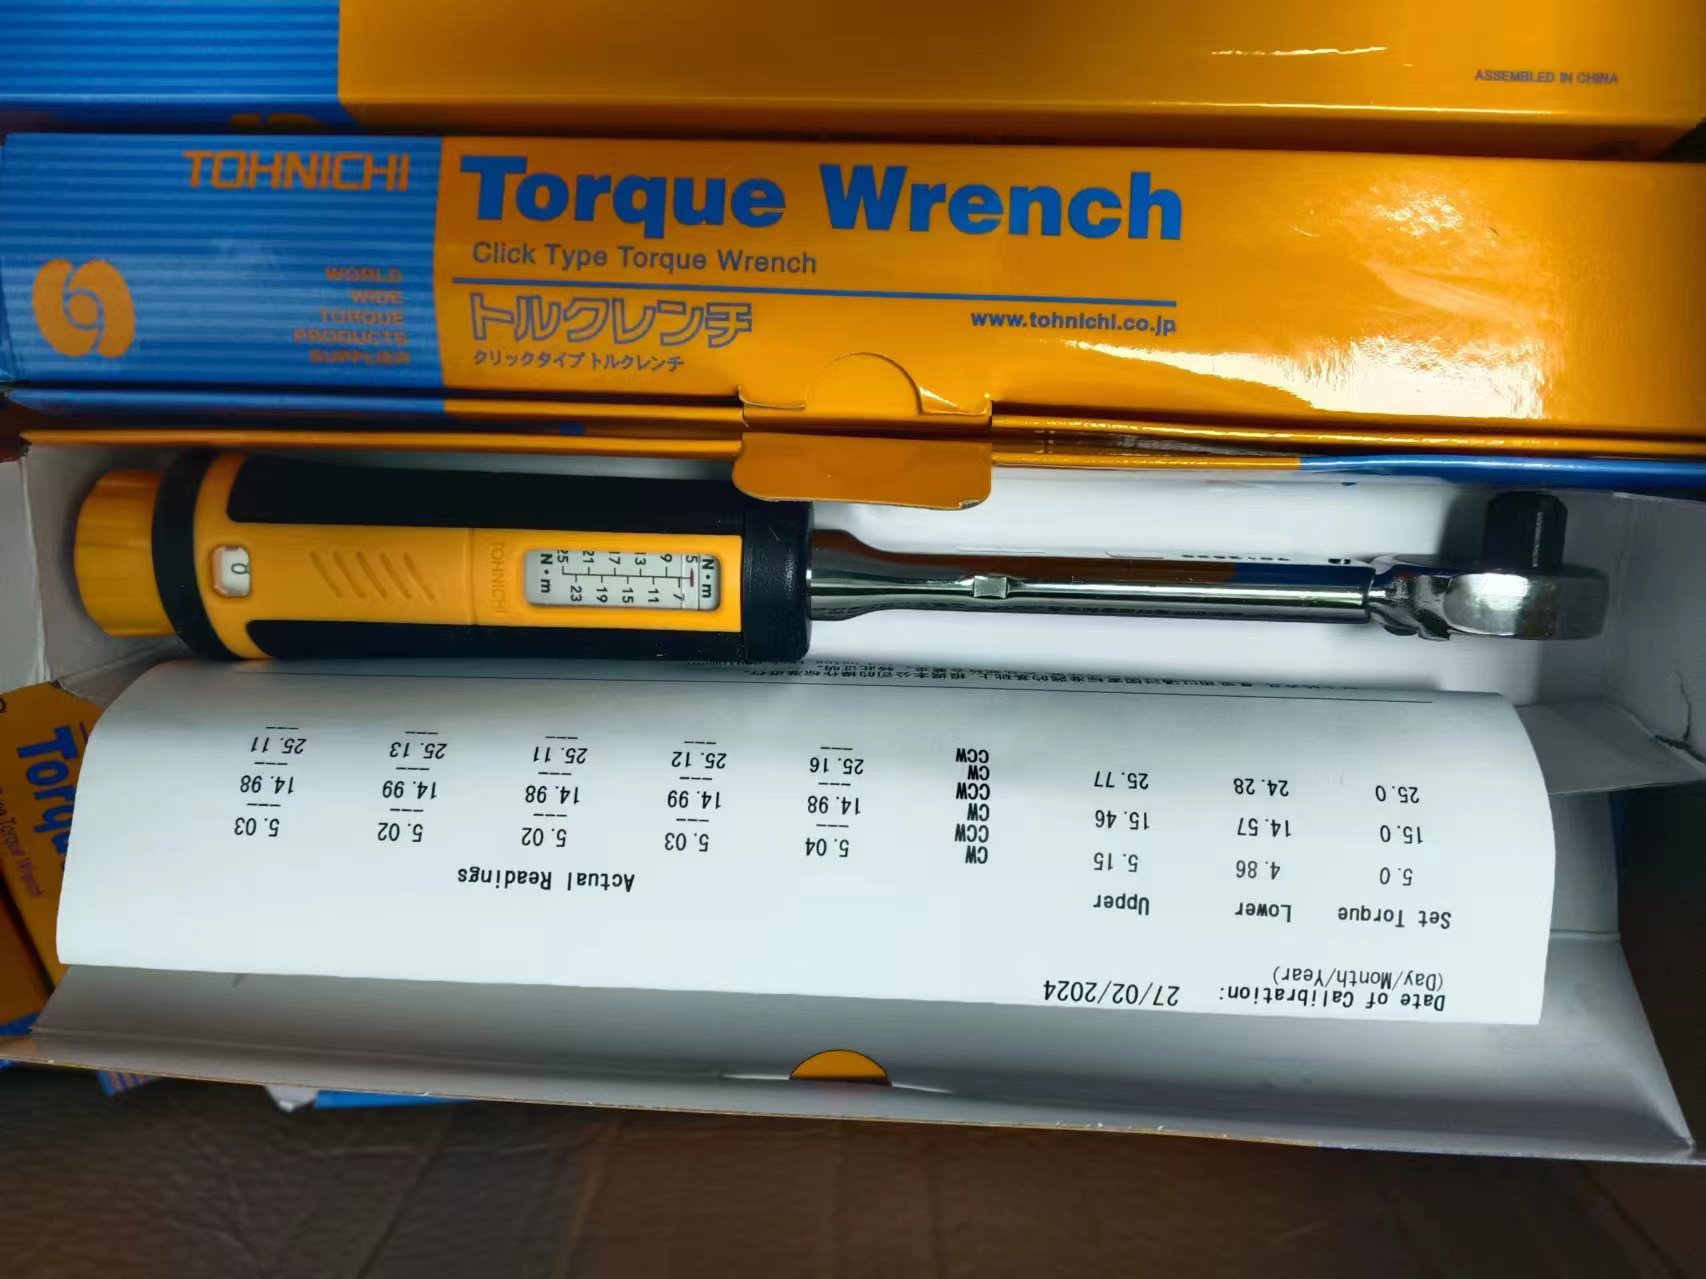 ASSEMBLED IN CHINA
TOHNICHI
WORLD
WIDE
TORQUE
PRODUCTS
SUPPLIER
Torque Wrench
Click Type Torque Wrench
トルクレンチ
クリックタイプ トルクレンチ
www.tohnichi.co.jp
0
TOHNICHI
N・m
5
9
13
17
21
25
N・m
7
11
15
19
23
Torqu
Date of Calibration: 27/02/2024
(Day/Month/Year)
Set Torque Lower Upper Actual Readings
5.0 4.86 5.15 CW 5.04 5.03 5.02 5.02 5.03
CCW --- --- --- --- ---
15.0 14.57 15.46 CW 14.98 14.99 14.98 14.99 14.98
CCW --- --- --- --- ---
25.0 24.28 25.77 CW 25.16 25.12 25.11 25.13 25.11
CCW --- --- --- --- ---